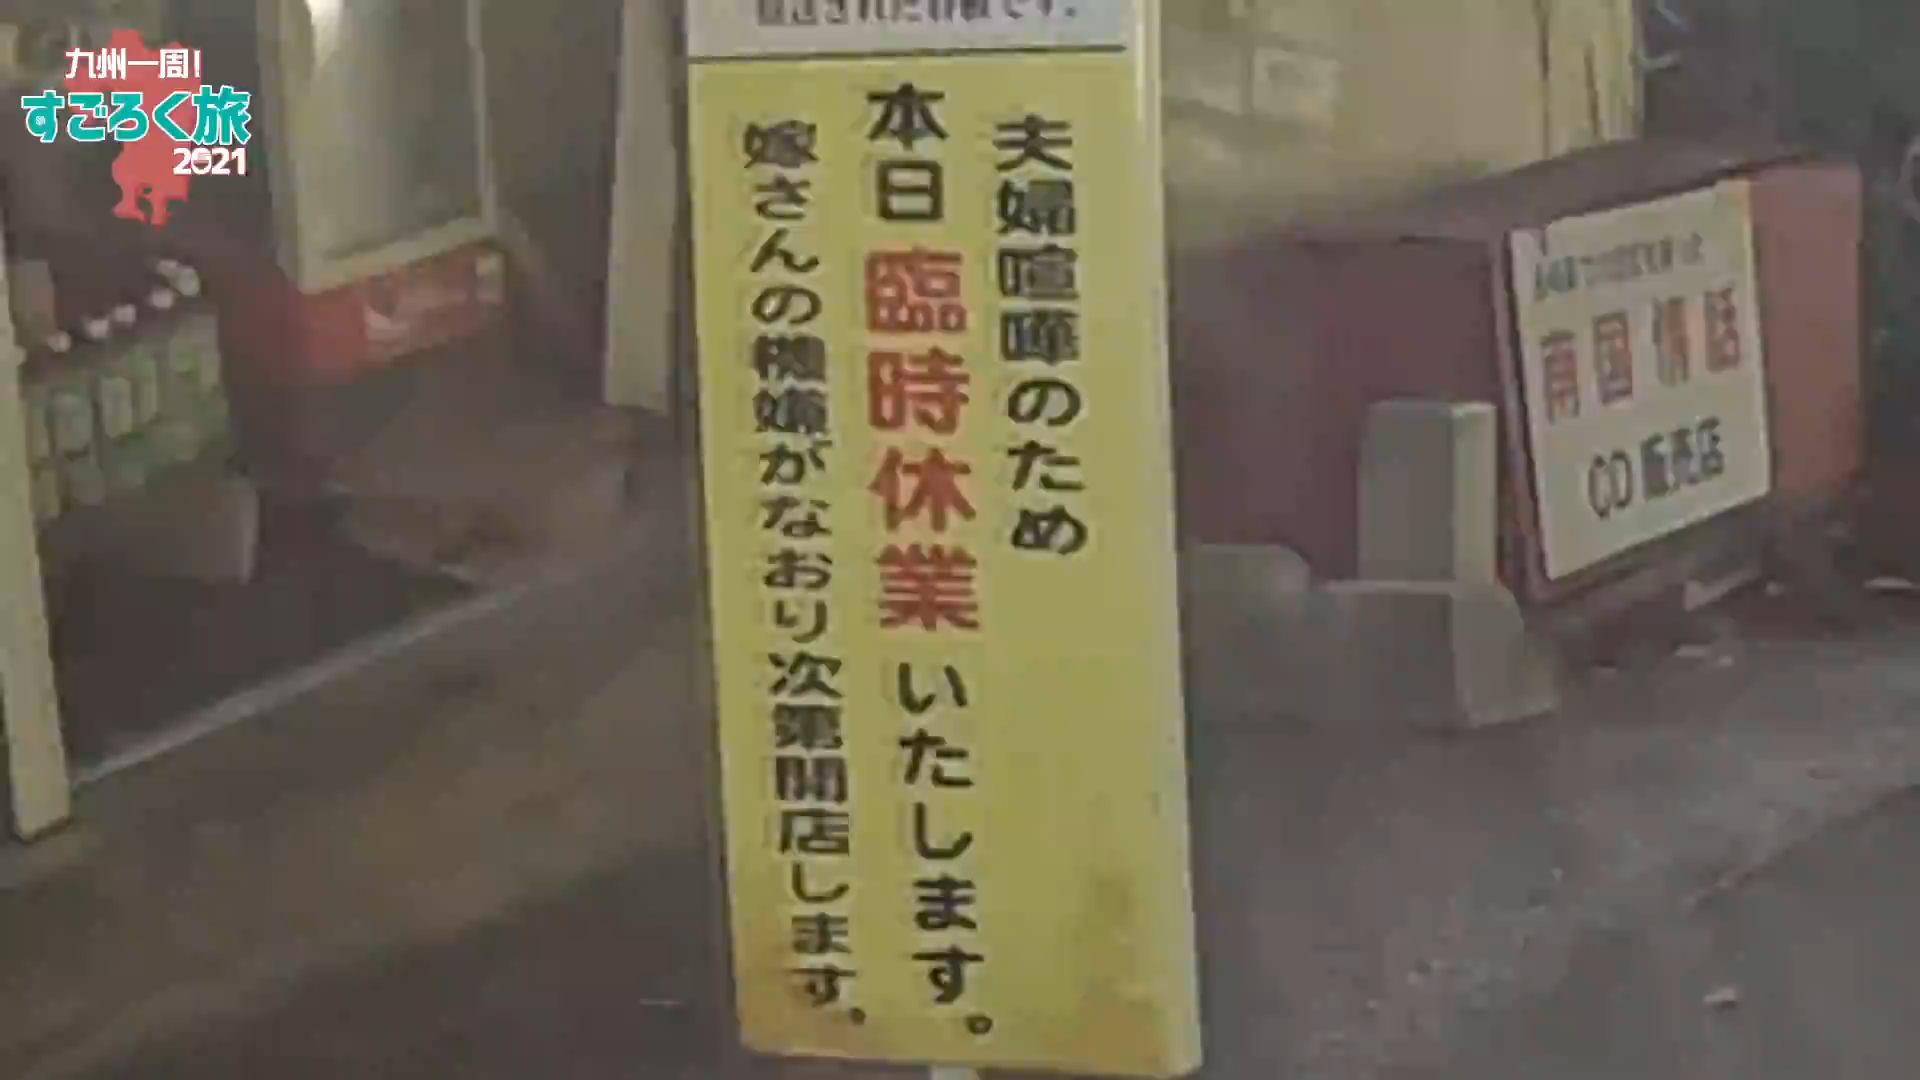 九州一周!
すごろく旅
2021
夫婦喧嘩のため
本日臨時休業いたします。
嫁さんの機嫌がなおり次第開店します。
南国情話
CD販売店